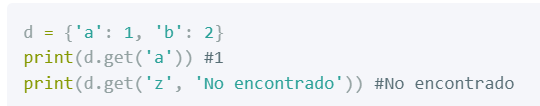 d = {'a': 1, 'b': 2}
print(d.get('a')) #1
print(d.get('z', 'No encontrado')) #No encontrado